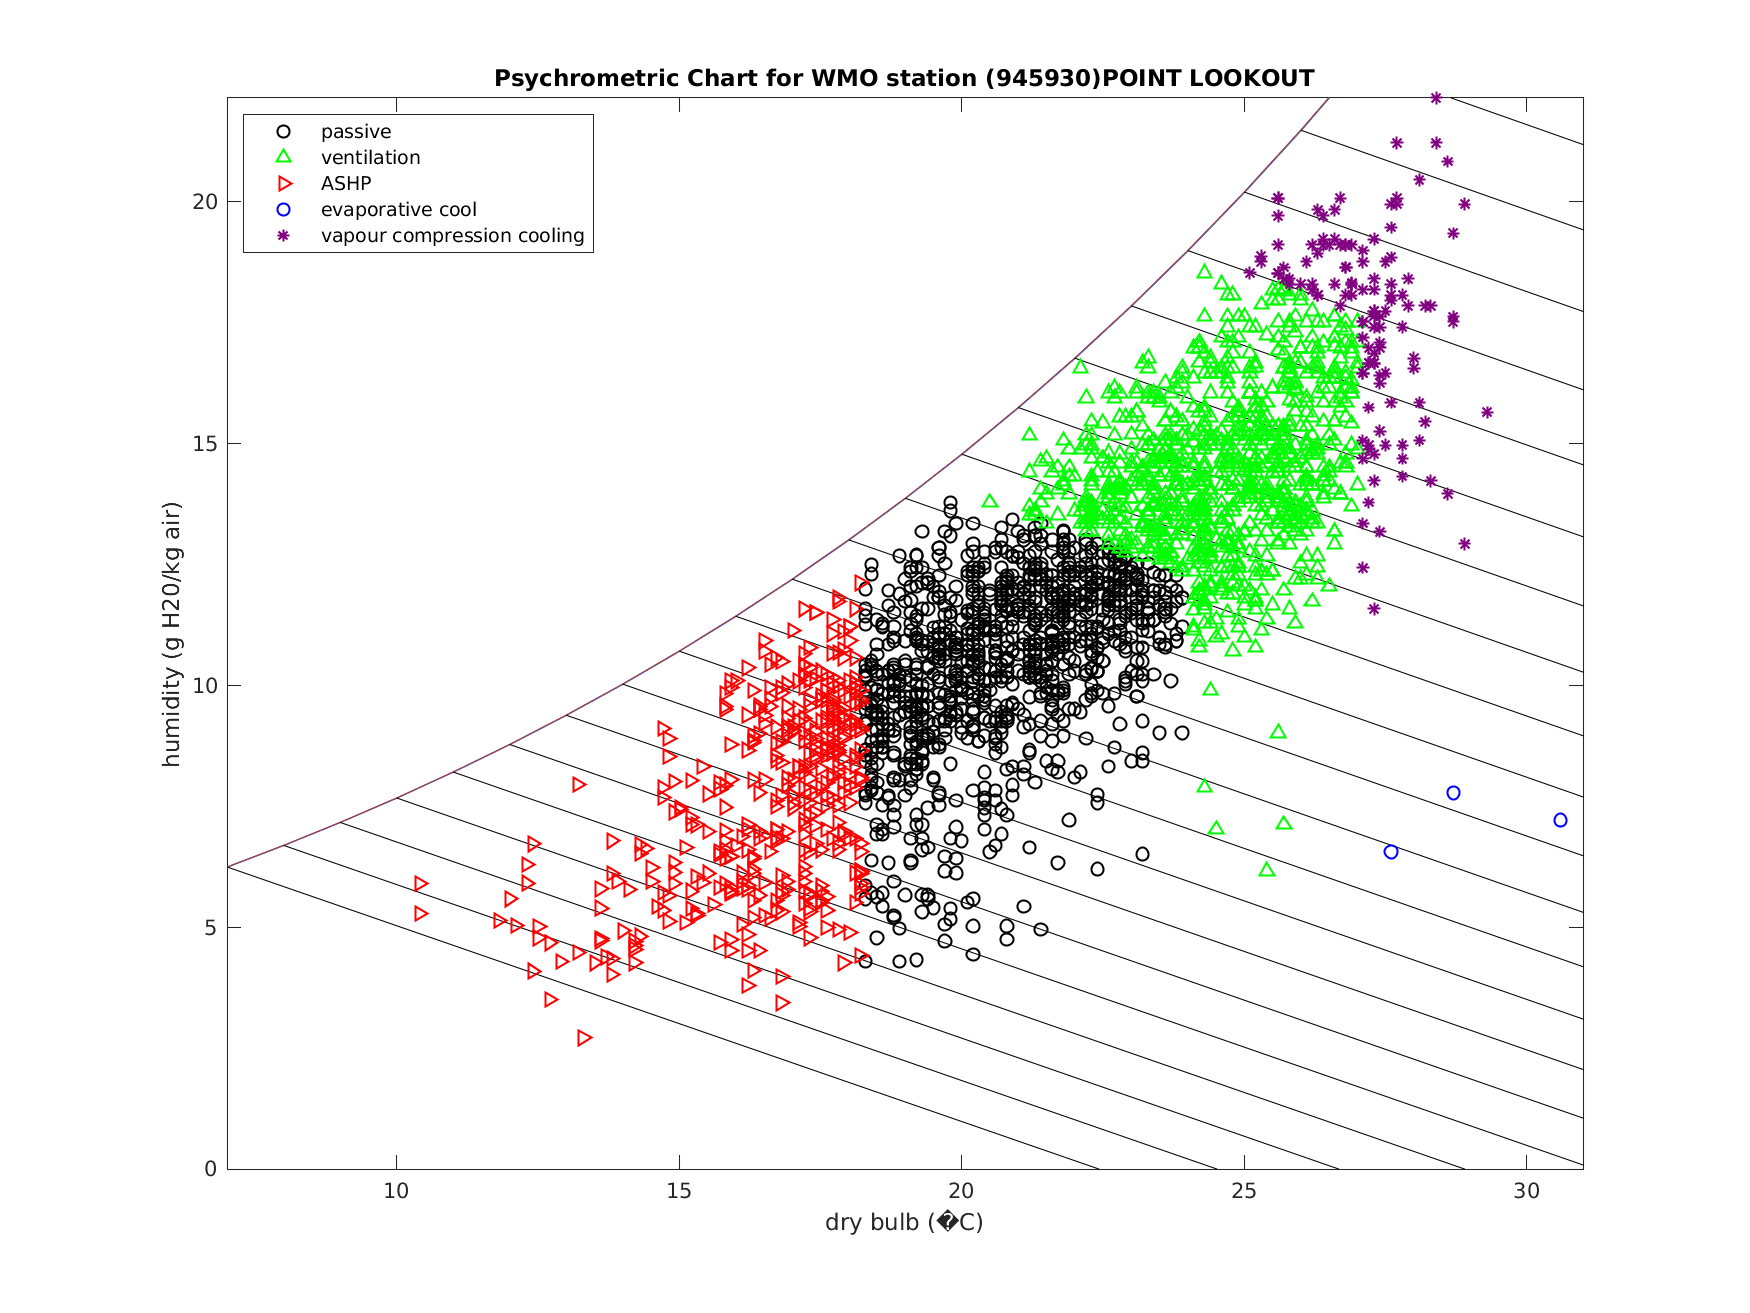 Psychrometric Chart for WMO station (945930)POINT LOOKOUT
passive
ventilation
ASHP
evaporative cool
vapour compression cooling
20
15
10
5
0
humidity (g H20/kg air)
10 15 20 25 30
dry bulb (�C)